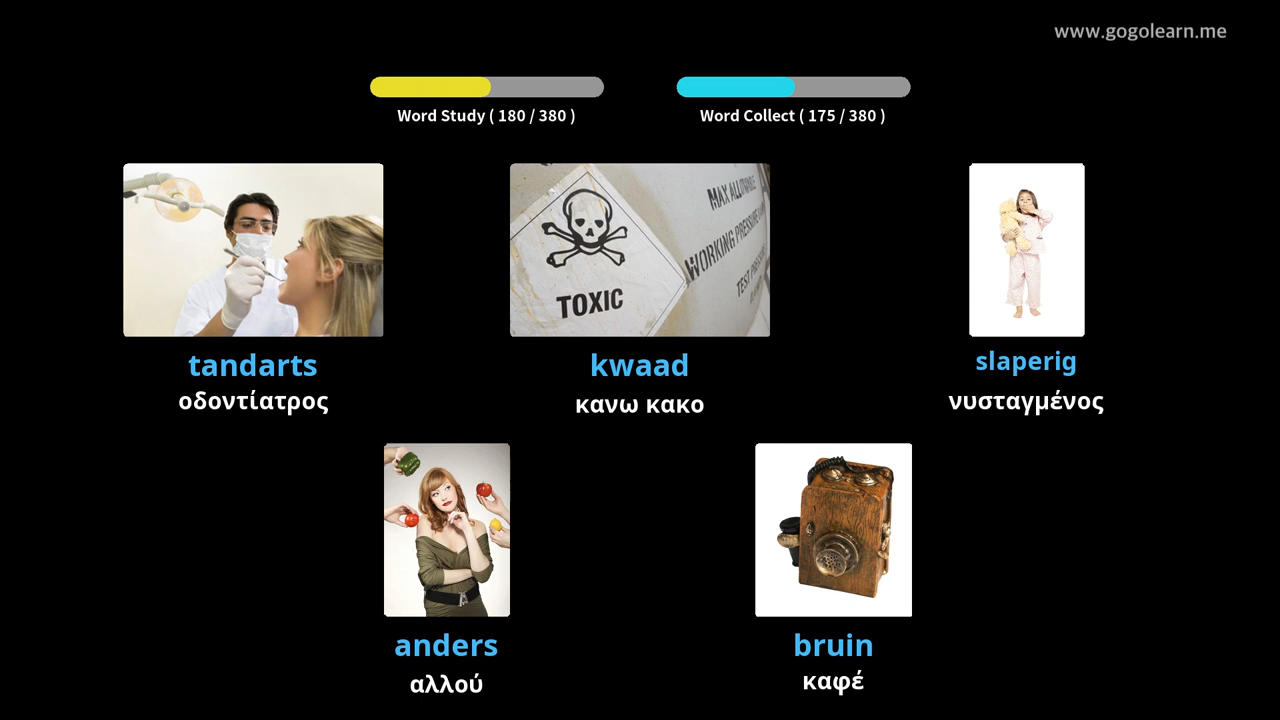 www.gogolearn.me
Word Study ( 180 / 380 )
Word Collect ( 175 / 380 )
TOXIC
MAX ALLOWABLE
WORKING PRESSURE
TEST
tandarts
οδοντίατρος
kwaad
κανω κακο
slaperig
νυσταγμένος
anders
αλλού
bruin
καφέ